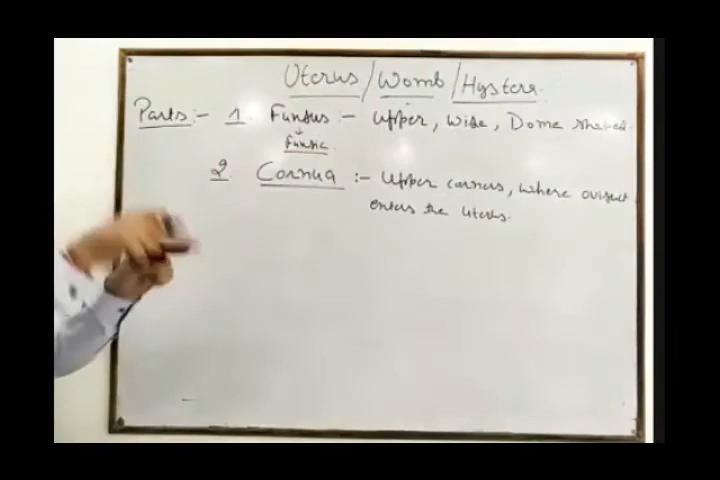 Uterus / Womb / Hystera
Parts :- 1. Fundus :- Upper, Wide, Dome shaped.
↓
Fundic
2. Cornua :- Upper corners, where oviduct
enters the uterus.